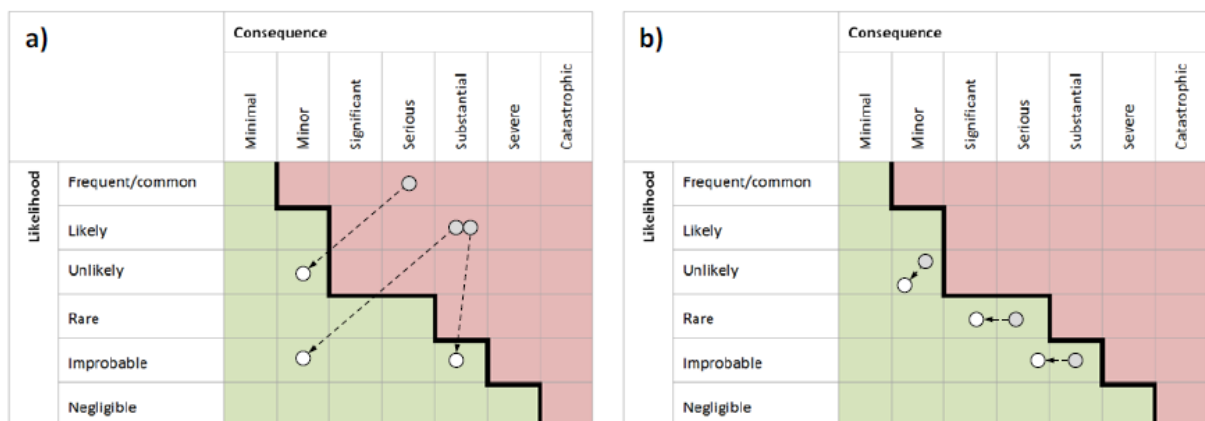 a)
Consequence
Minimal
Minor
Significant
Serious
Substantial
Severe
Catastrophic
Likelihood
Frequent/common
Likely
Unlikely
Rare
Improbable
Negligible
b)
Consequence
Minimal
Minor
Significant
Serious
Substantial
Severe
Catastrophic
Likelihood
Frequent/common
Likely
Unlikely
Rare
Improbable
Negligible